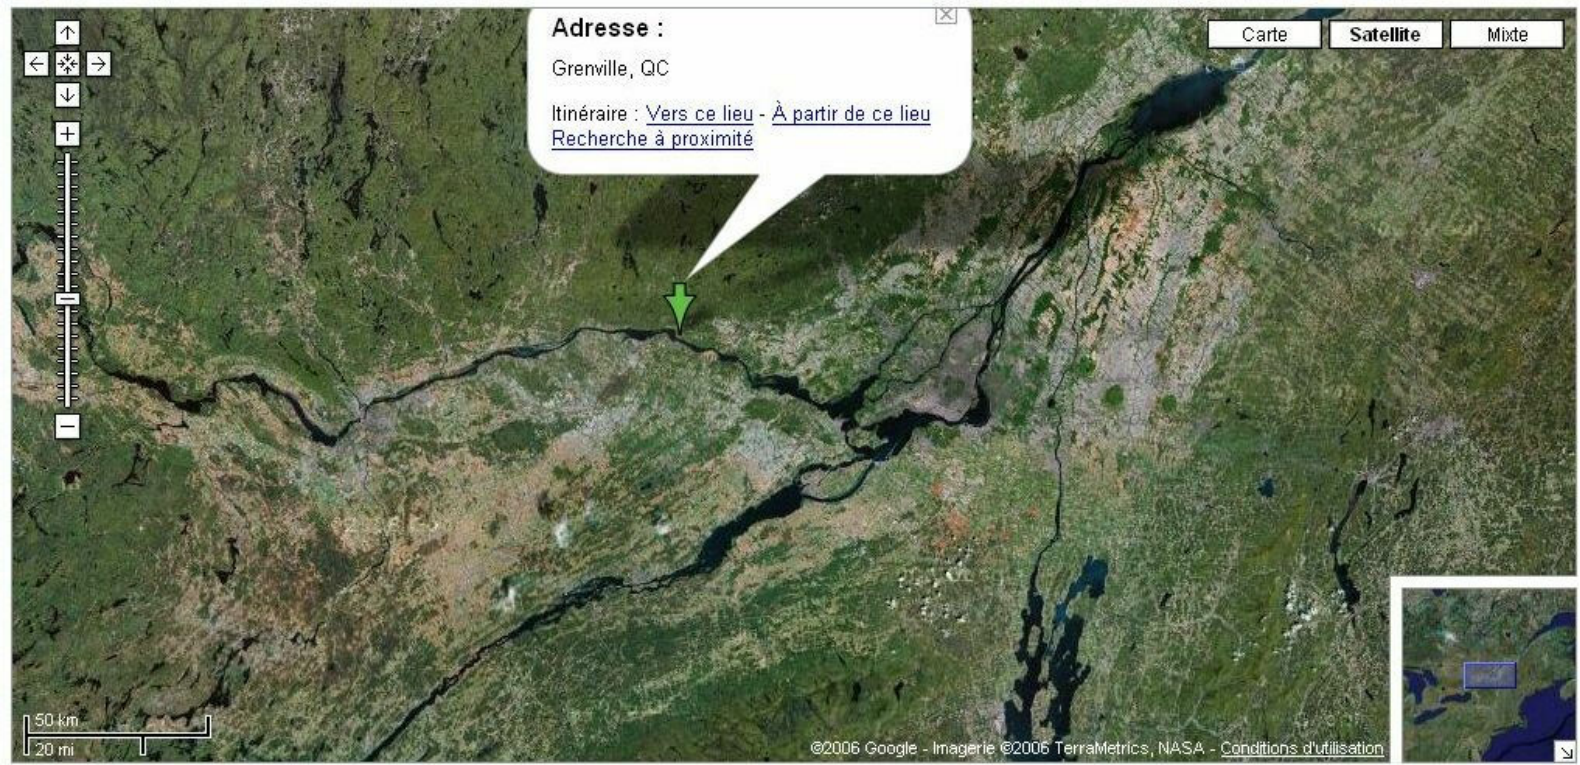 Adresse :
Grenville, QC
Itinéraire : Vers ce lieu - À partir de ce lieu
Recherche à proximité
Carte
Satellite
Mixte
50 km
20 mi
©2006 Google - Imagerie ©2006 TerraMetrics, NASA - Conditions d'utilisation